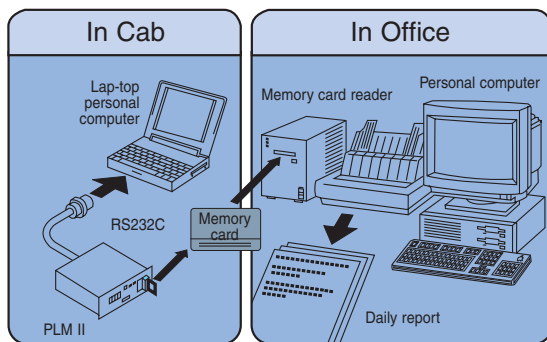 In Cab
Lap-top
personal
computer
RS232C
Memory
card
PLM II
In Office
Memory card reader
Personal computer
Daily report